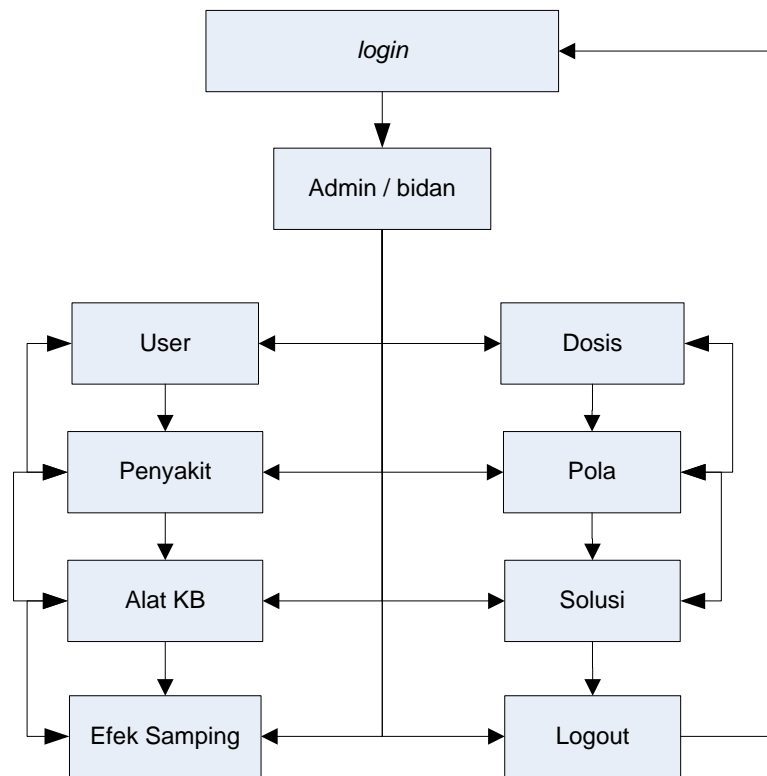 login
Admin / bidan
User
Dosis
Penyakit
Pola
Alat KB
Solusi
Efek Samping
Logout